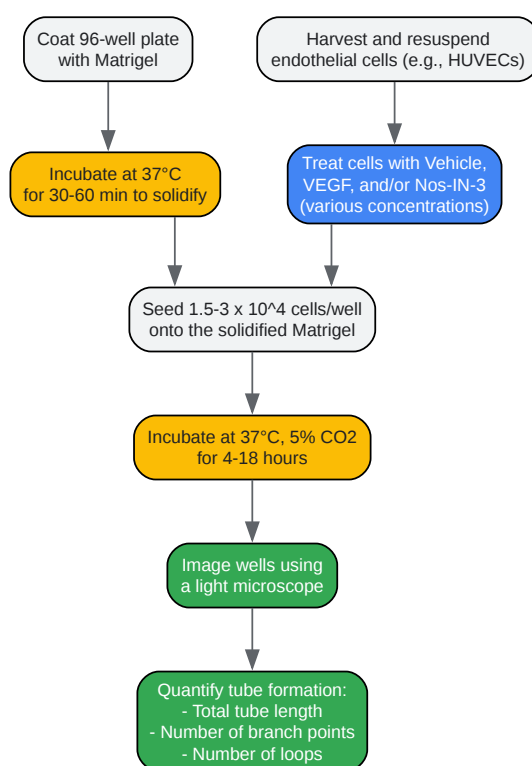 Coat 96-well plate
with Matrigel
Harvest and resuspend
endothelial cells (e.g., HUVECs)
Incubate at 37°C
for 30-60 min to solidify
Treat cells with Vehicle,
VEGF, and/or Nos-IN-3
(various concentrations)
Seed 1.5-3 x 10^4 cells/well
onto the solidified Matrigel
Incubate at 37°C, 5% CO2
for 4-18 hours
Image wells using
a light microscope
Quantify tube formation:
- Total tube length
- Number of branch points
- Number of loops